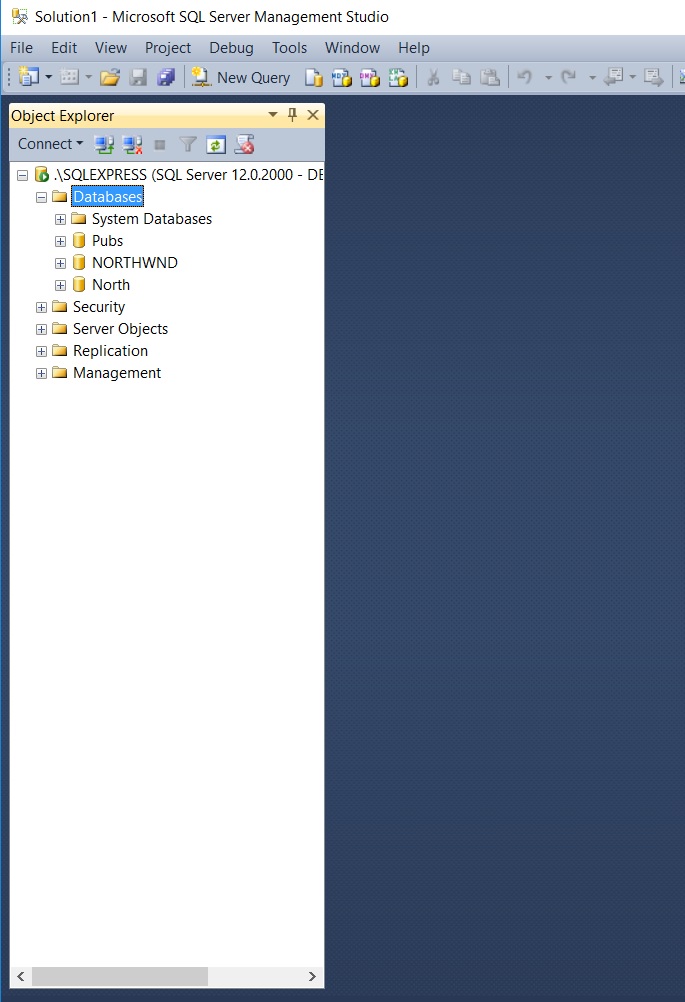 Solution1 - Microsoft SQL Server Management Studio
File Edit View Project Debug Tools Window Help
New Query
Object Explorer
Connect
.\SQLEXPRESS (SQL Server 12.0.2000 - DE
Databases
System Databases
Pubs
NORTHWND
North
Security
Server Objects
Replication
Management